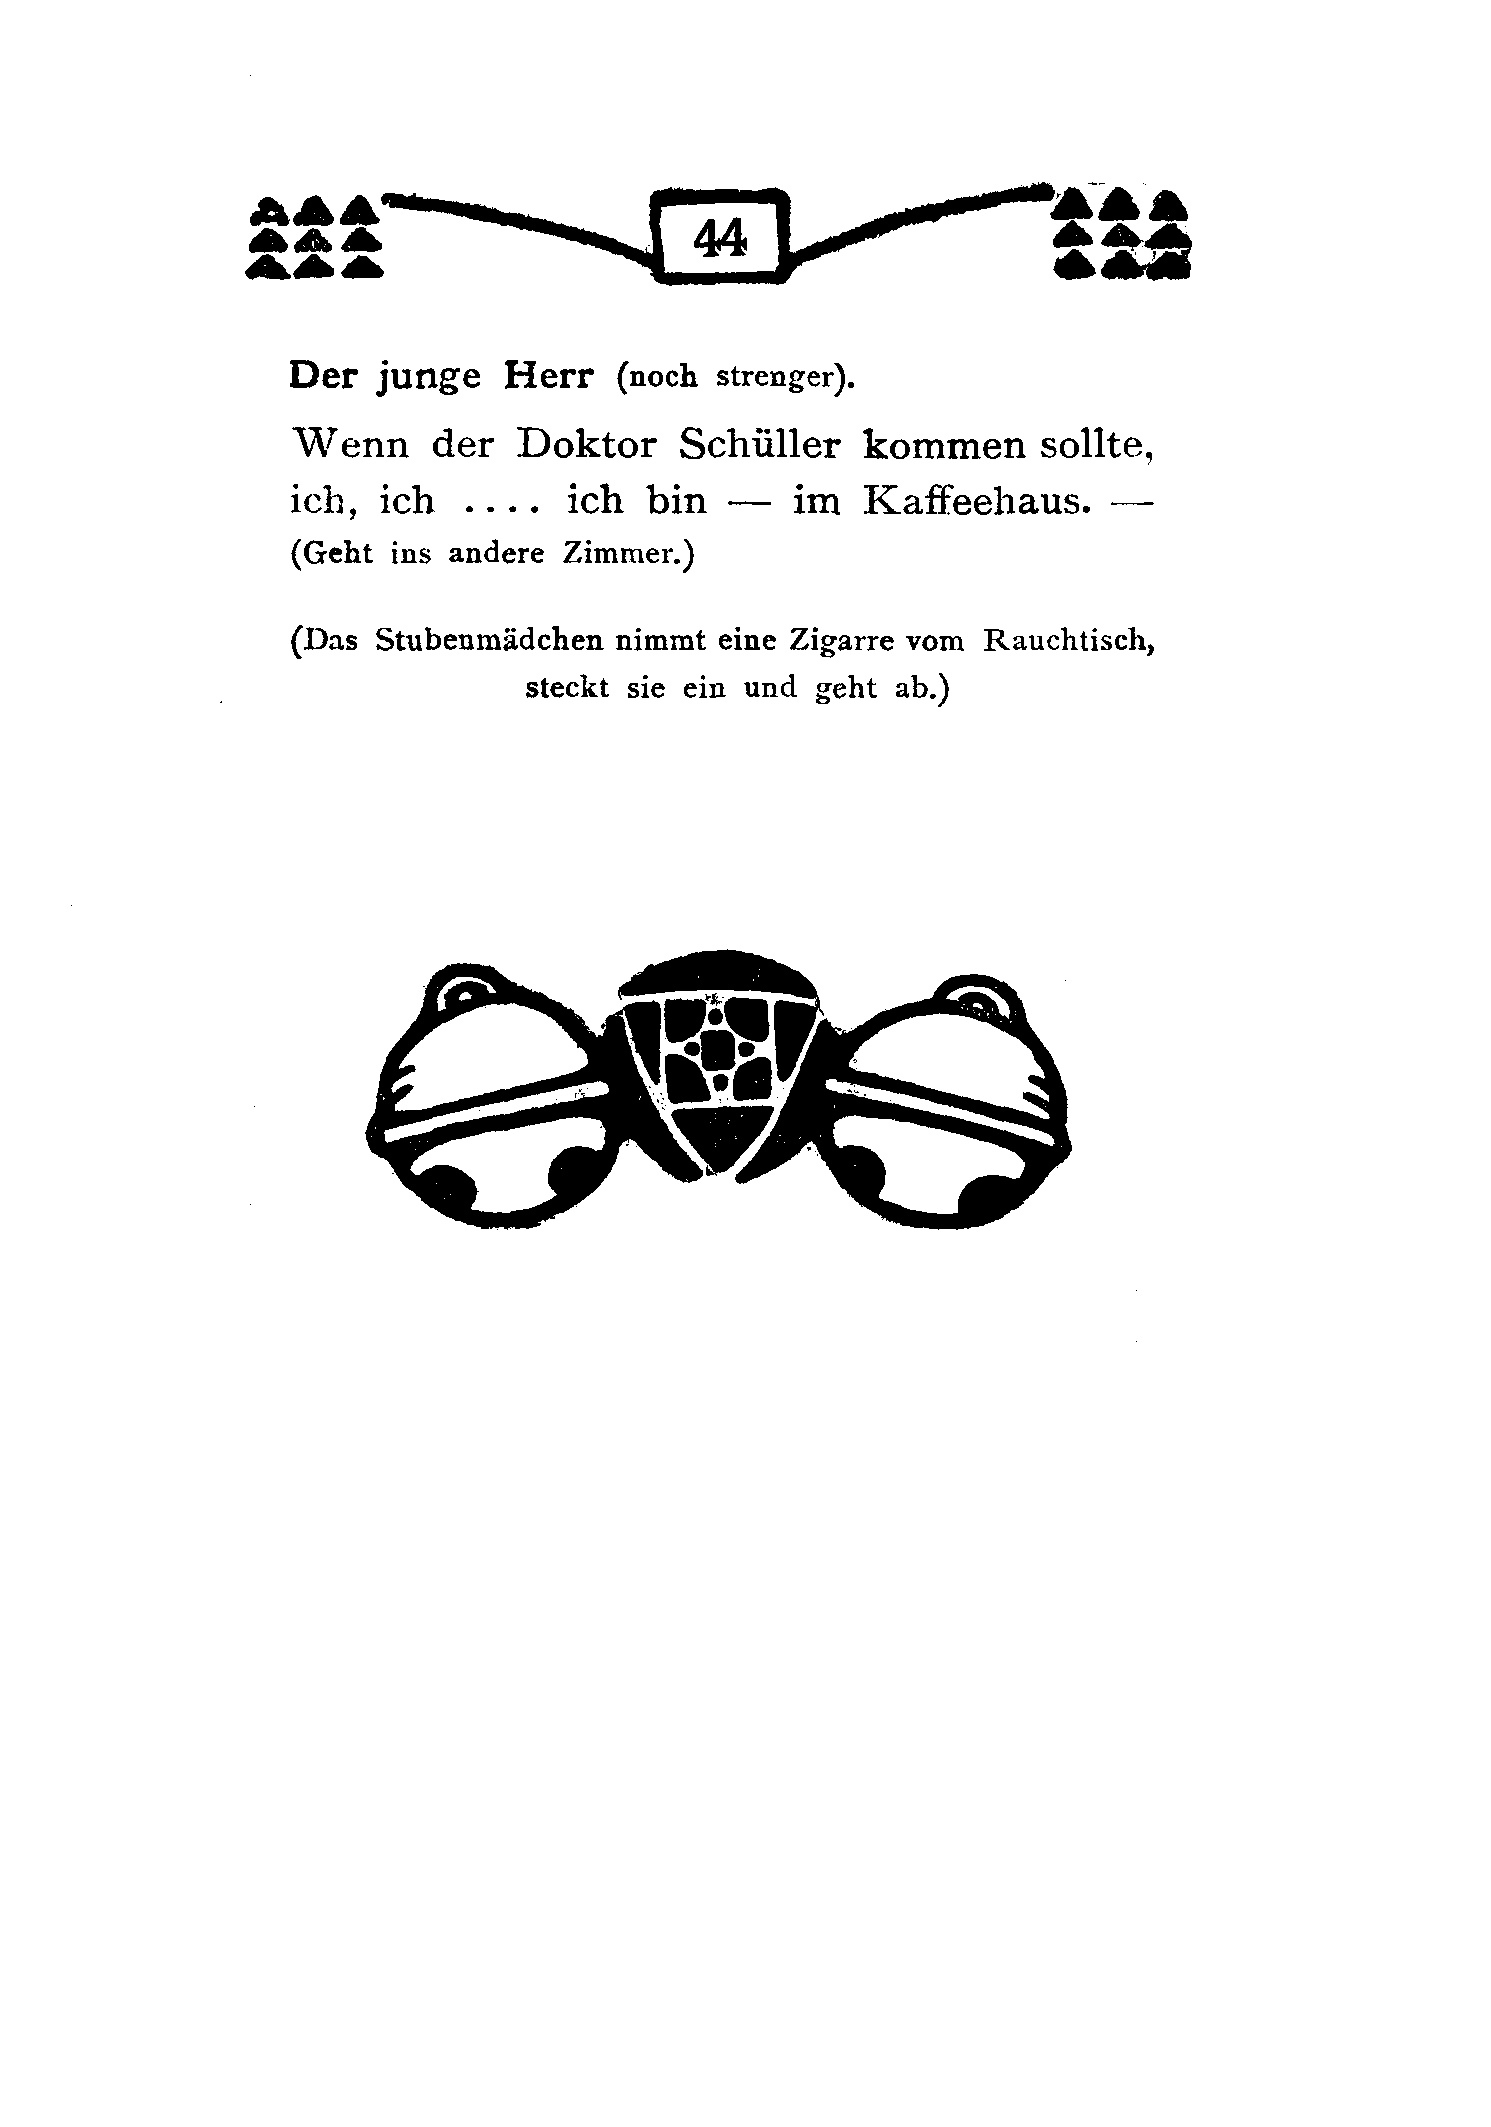 44
Der junge Herr (noch strenger).
Wenn der Doktor Schüller kommen sollte,
ich, ich .... ich bin — im Kaffeehaus. —
(Geht ins andere Zimmer.)
(Das Stubenmädchen nimmt eine Zigarre vom Rauchtisch,
steckt sie ein und geht ab.)